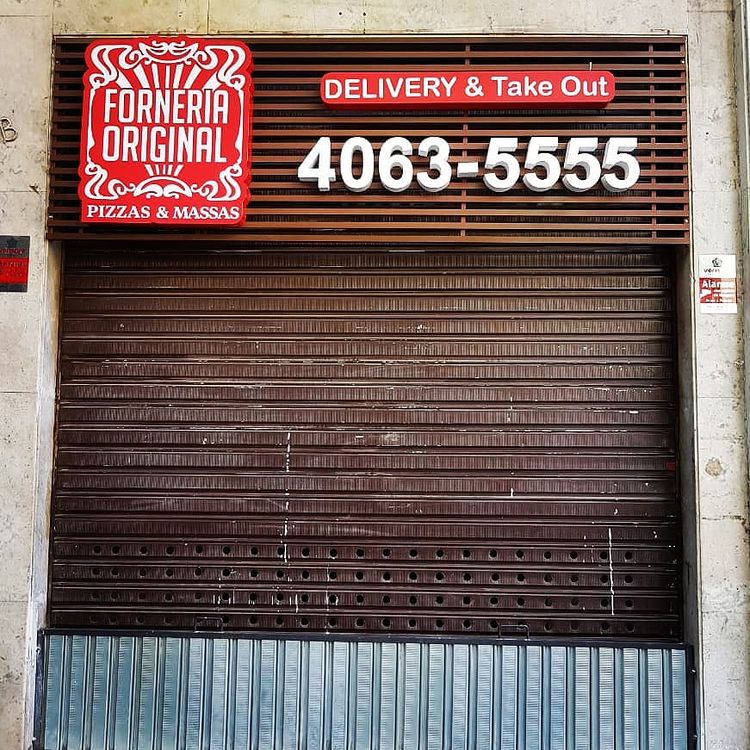 FORNERIA
ORIGINAL
PIZZAS & MASSAS
DELIVERY & Take Out
4063-5555
B